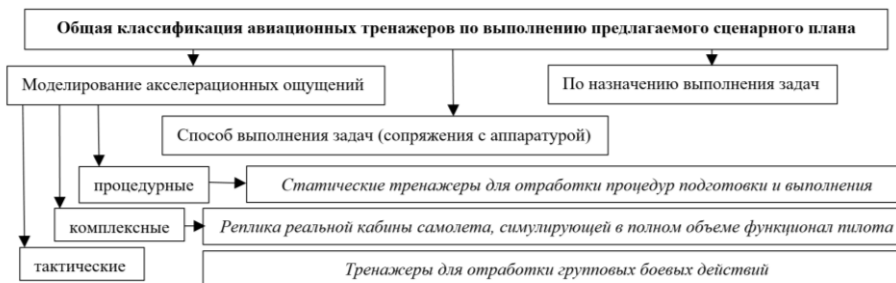 Общая классификация авиационных тренажеров по выполнению предлагаемого сценарного плана
Моделирование акселерационных ощущений
По назначению выполнения задач
Способ выполнения задач (сопряжения с аппаратурой)
процедурные
Статические тренажеры для отработки процедур подготовки и выполнения
комплексные
Реплика реальной кабины самолета, симулирующей в полном объеме функционал пилота
тактические
Тренажеры для отработки групповых боевых действий